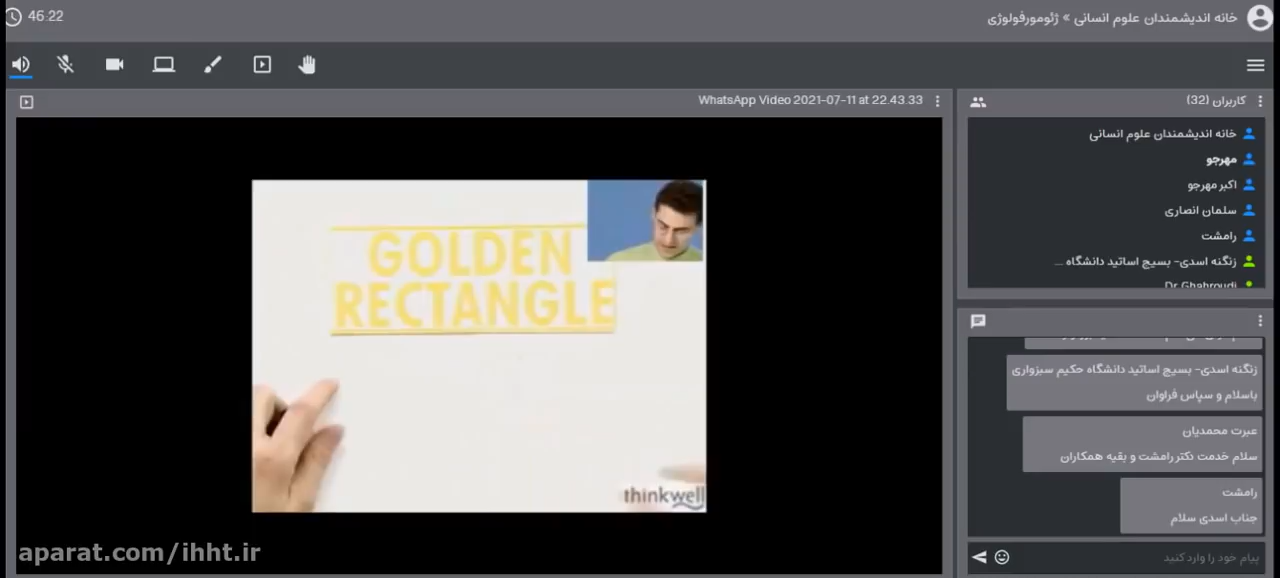 46:22
خانه اندیشمندان علوم انسانی » ژئومورفولوژی
WhatsApp Video 2021-07-11 at 22.43.33
کاربران (32)
خانه اندیشمندان علوم انسانی
مهرجو
اکبر مهرجو
سلمان انصاری
رامشت
زنگنه اسدی- بسیج اساتید دانشگاه ...
Dr Ghahroudi
GOLDEN
RECTANGLE
thinkwell
زنگنه اسدی- بسیج اساتید دانشگاه حکیم سبزواری
باسلام و سپاس فراوان
عبرت محمدیان
سلام خدمت دکتر رامشت و بقیه همکاران
رامشت
جناب اسدی سلام
پیام خود را وارد کنید
aparat.com/ihht.ir